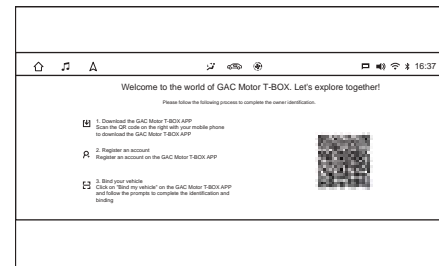 16:37
Welcome to the world of GAC Motor T-BOX. Let's explore together!
Please follow the following process to complete the owner identification.
1. Download the GAC Motor T-BOX APP
Scan the QR code on the right with your mobile phone
to download the GAC Motor T-BOX APP
2. Register an account
Register an account on the GAC Motor T-BOX APP
3. Bind your vehicle
Click on "Bind my vehicle" on the GAC Motor T-BOX APP
and follow the prompts to complete the identification and
binding